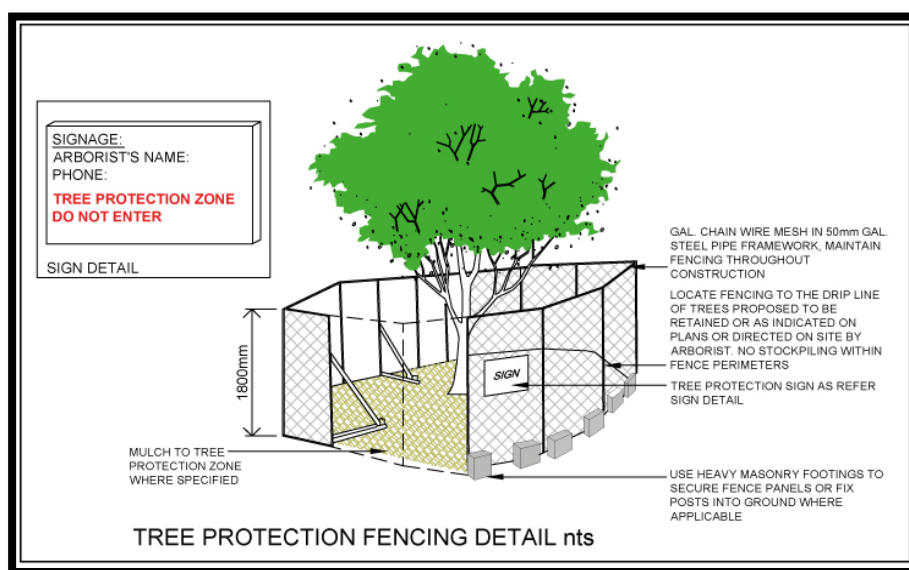 SIGNAGE:
ARBORIST'S NAME:
PHONE:
TREE PROTECTION ZONE
DO NOT ENTER
SIGN DETAIL
GAL. CHAIN WIRE MESH IN 50mm GAL.
STEEL PIPE FRAMEWORK, MAINTAIN
FENCING THROUGHOUT
CONSTRUCTION
LOCATE FENCING TO THE DRIP LINE
OF TREES PROPOSED TO BE
RETAINED OR AS INDICATED ON
PLANS OR DIRECTED ON SITE BY
ARBORIST. NO STOCKPILING WITHIN
FENCE PERIMETERS
1800mm
SIGN
TREE PROTECTION SIGN AS REFER
SIGN DETAIL
MULCH TO TREE
PROTECTION ZONE
WHERE SPECIFIED
USE HEAVY MASONRY FOOTINGS TO
SECURE FENCE PANELS OR FIX
POSTS INTO GROUND WHERE
APPLICABLE
TREE PROTECTION FENCING DETAIL nts